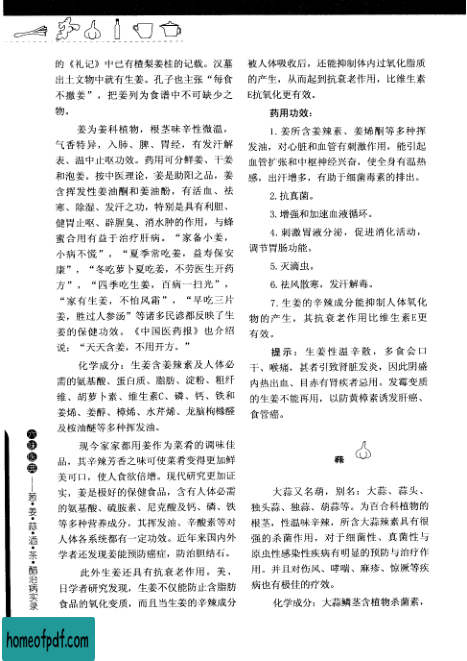 的《礼记》中已有楂梨姜桂的记载。汉墓
出土文物中就有生姜。孔子也主张“每食
不撤姜”，把姜列为食谱中不可缺少之
物。
姜为姜科植物，根茎味辛性微温，
气香特异，入肺、脾、胃经，有发汗解
表、温中止呕功效。药用可分鲜姜、干姜
和泡姜。按中医理论，姜是助阳之品，姜
含挥发性姜油酮和姜油酚，有活血、祛
寒、除湿、发汗之功，特别是具有利胆、
健胃止呕、辟腥臭、消水肿的作用，与蜂
蜜合用有益于治疗肝病。“家备小姜，
小病不慌”，“夏季常吃姜，益寿保安
康”，“冬吃萝卜夏吃姜，不劳医生开药
方”，“四季吃生姜，百病一扫光”，
“家有生姜，不怕风霜”，“早吃三片
姜，胜过人参汤”等诸多民谚都反映了生
姜的保健功效。《中国医药报》也介绍
说：“天天含姜，不用开方。”
化学成分：生姜含姜辣素及人体必
需的氨基酸、蛋白质、脂肪、淀粉、粗纤
维、胡萝卜素、维生素C、磷、钙、铁和
姜烯、姜醇、樟烯、水芹烯、龙脑枸橼醛
及桉油醚等多种挥发油。
现今家家都用姜作为菜肴的调味佳
品，其辛辣芳香之味可使菜肴变得更加鲜
美可口，使人食欲倍增。现代研究更加证
实，姜是极好的保健食品，含有人体必需
的氨基酸、硫胺素、尼克酸及钙、磷、铁
等多种营养成分。其挥发油、辛酸素等对
人体各系统都有一定功效。近年来国内外
学者还发现姜能预防癌症，防治胆结石。
此外生姜还具有抗衰老作用，美、
日学者研究发现，生姜不仅能防止含脂肪
食品的氧化变质，而且当生姜的辛辣成分
被人体吸收后，还能抑制体内过氧化脂质
的产生，从而起到抗衰老作用，比维生素
E抗氧化更有效。
药用功效：
1.姜所含姜辣素、姜烯酮等多种挥
发油，对心脏和血管有刺激作用，能引起
血管扩张和中枢神经兴奋，使全身有温热
感，出汗增多，有助于细菌毒素的排出。
2.抗真菌。
3.增强和加速血液循环。
4.刺激胃液分泌，促进消化活动，
调节胃肠功能。
5.灭滴虫。
6.祛风散寒，发汗解毒。
7.生姜的辛辣成分能抑制人体氧化
物的产生，其抗衰老作用比维生素E更
有效。
提示：生姜性温辛散，多食会口
干、喉痛，甚者引致肾脏发炎，因此阴盛
内热出血、目赤有肾疾者忌用。发霉变质
的生姜不能再用，以防黄樟素诱发肝癌、
食管癌。
蒜
大蒜又名葫，别名：大蒜、蒜头、
独头蒜、独蒜、葫蒜等。为百合科植物的
根茎，性温味辛辣，所含大蒜辣素具有很
强的杀菌作用，对于细菌性、真菌性与
原虫性感染性疾病有明显的预防与治疗作
用。并且对伤风、哮喘、麻疹、惊厥等疾
病也有极佳的疗效。
化学成分：大蒜鳞茎含植物杀菌素，
葱•姜•蒜•酒•茶•醋治病实录
homeofpdf.com